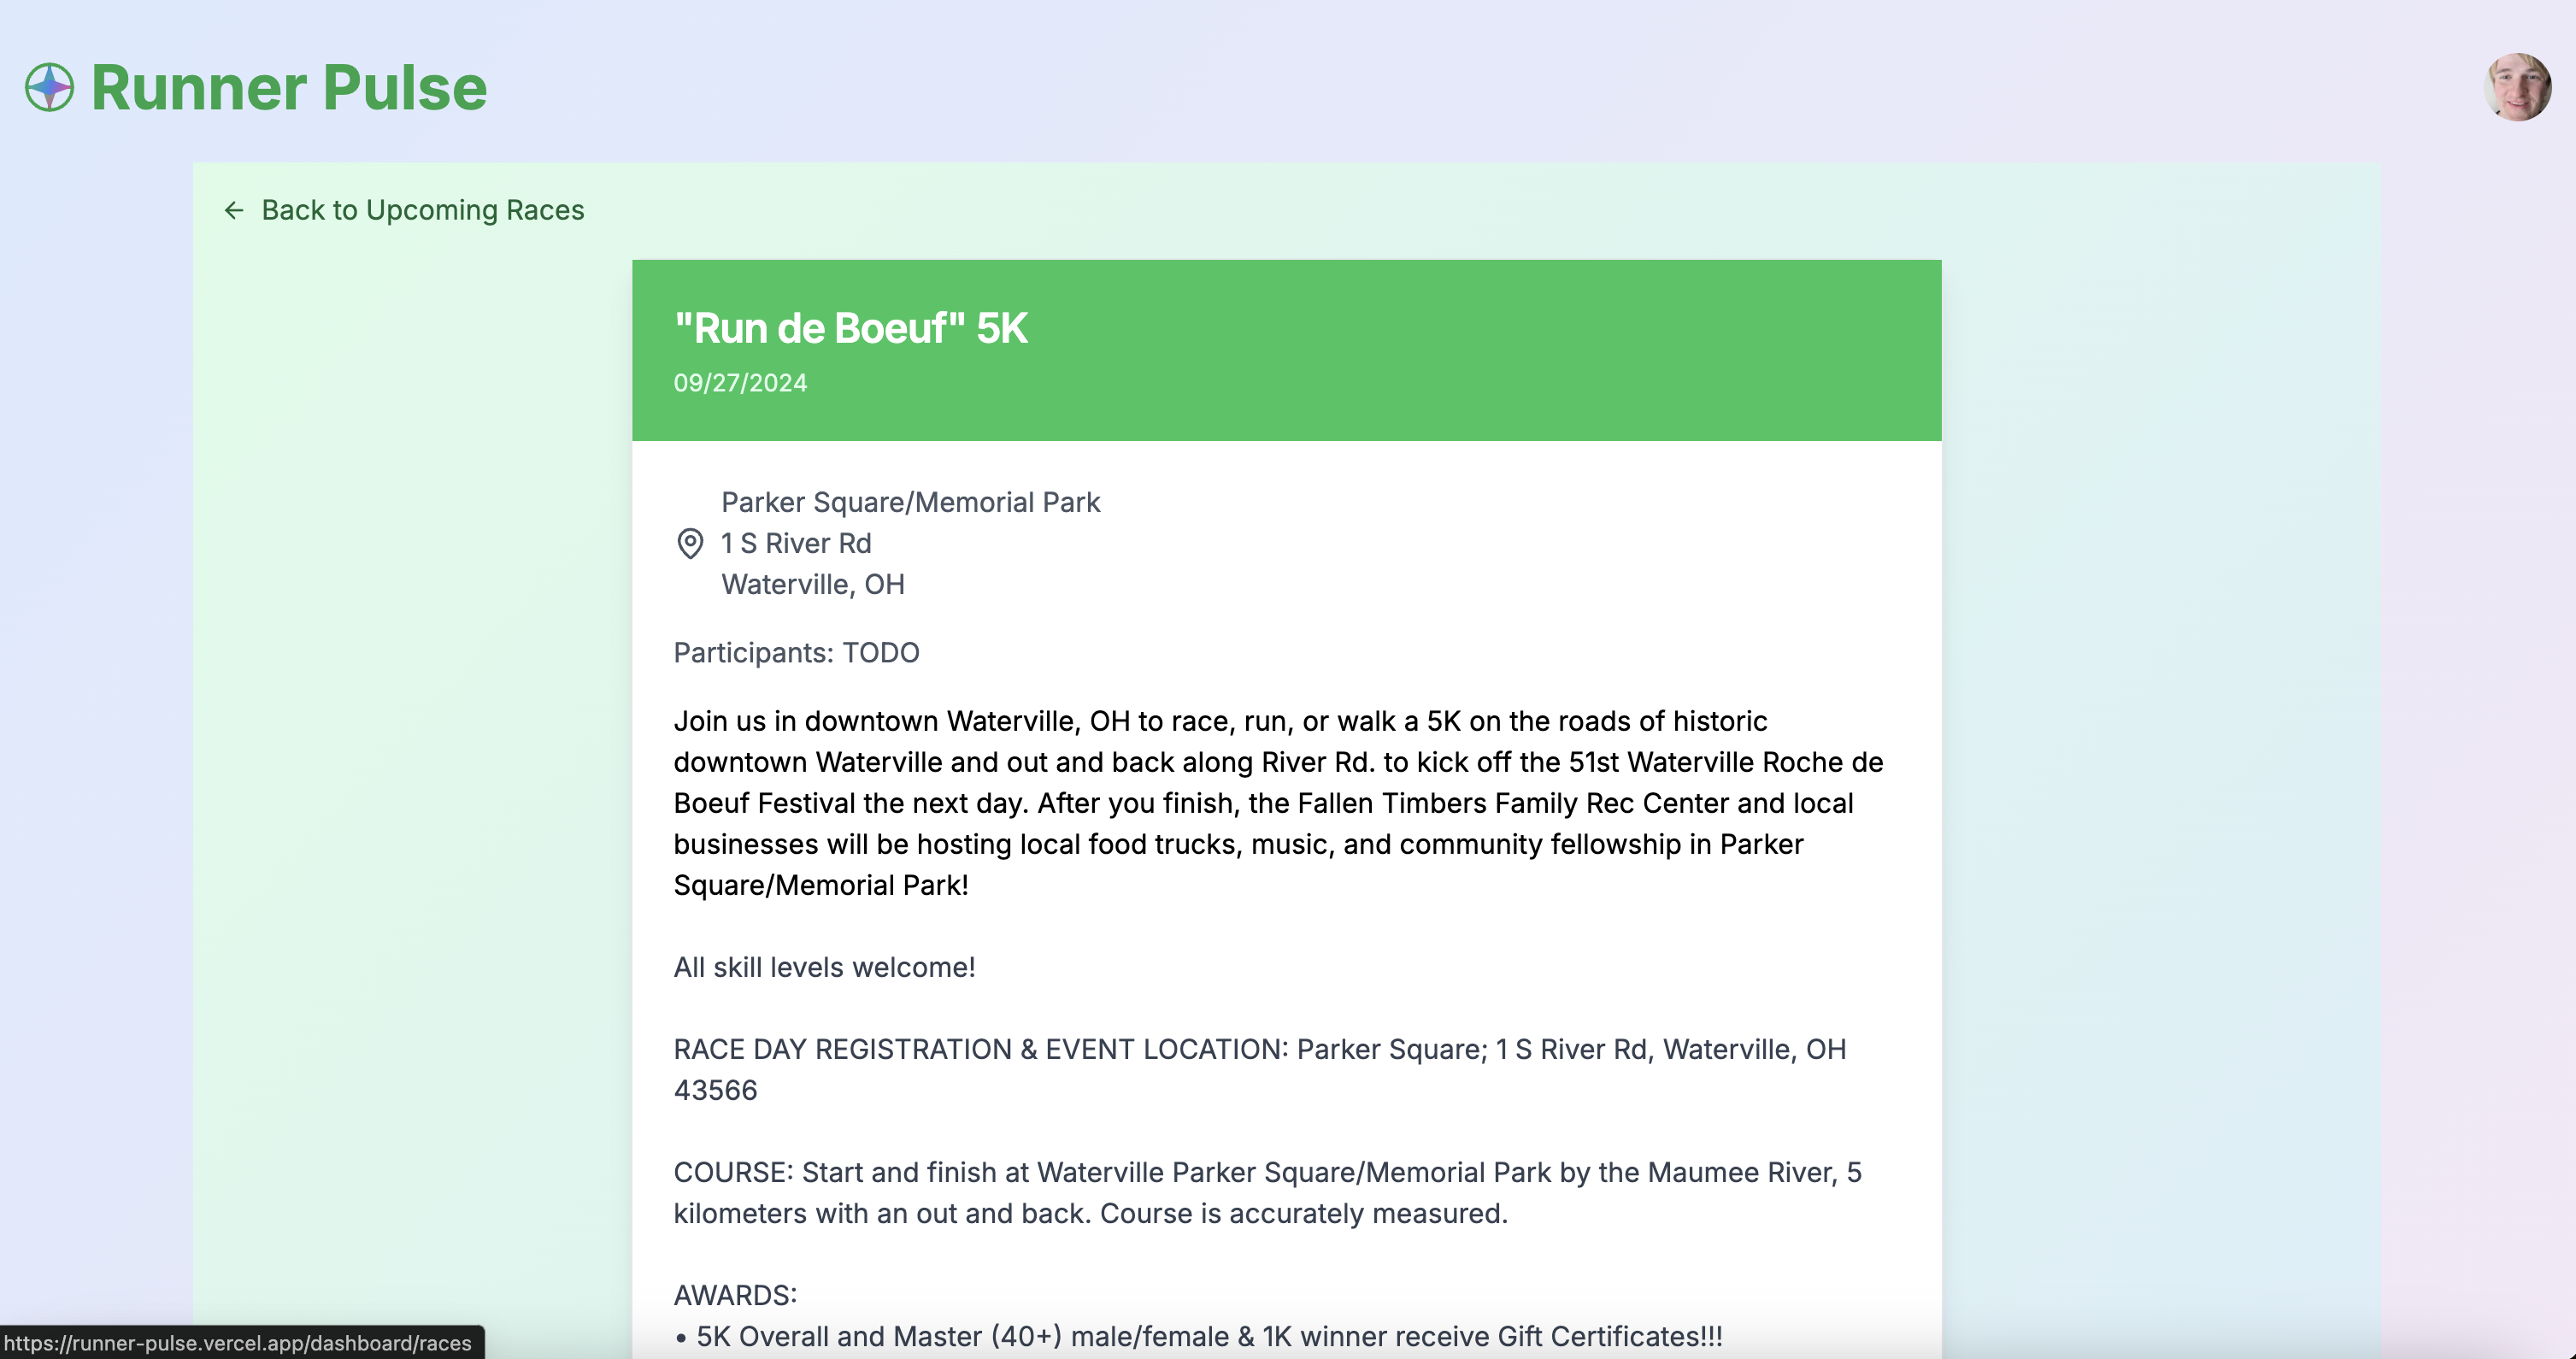 Runner Pulse
← Back to Upcoming Races
"Run de Boeuf" 5K
09/27/2024
Parker Square/Memorial Park
1 S River Rd
Waterville, OH
Participants: TODO
Join us in downtown Waterville, OH to race, run, or walk a 5K on the roads of historic
downtown Waterville and out and back along River Rd. to kick off the 51st Waterville Roche de
Boeuf Festival the next day. After you finish, the Fallen Timbers Family Rec Center and local
businesses will be hosting local food trucks, music, and community fellowship in Parker
Square/Memorial Park!
All skill levels welcome!
RACE DAY REGISTRATION & EVENT LOCATION: Parker Square; 1 S River Rd, Waterville, OH
43566
COURSE: Start and finish at Waterville Parker Square/Memorial Park by the Maumee River, 5
kilometers with an out and back. Course is accurately measured.
AWARDS:
• 5K Overall and Master (40+) male/female & 1K winner receive Gift Certificates!!!
https://runner-pulse.vercel.app/dashboard/races